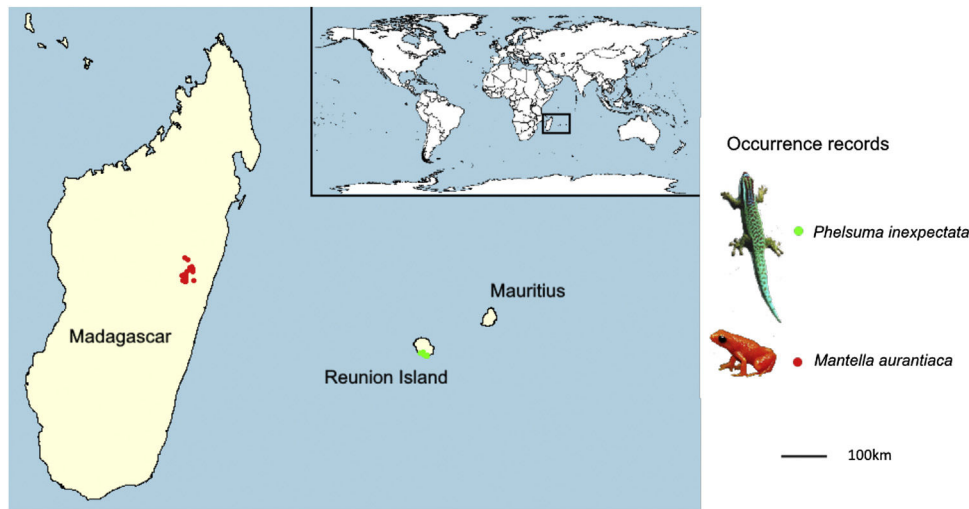 Madagascar
Mauritius
Reunion Island
Occurrence records
Phelsuma inexpectata
Mantella aurantiaca
100km